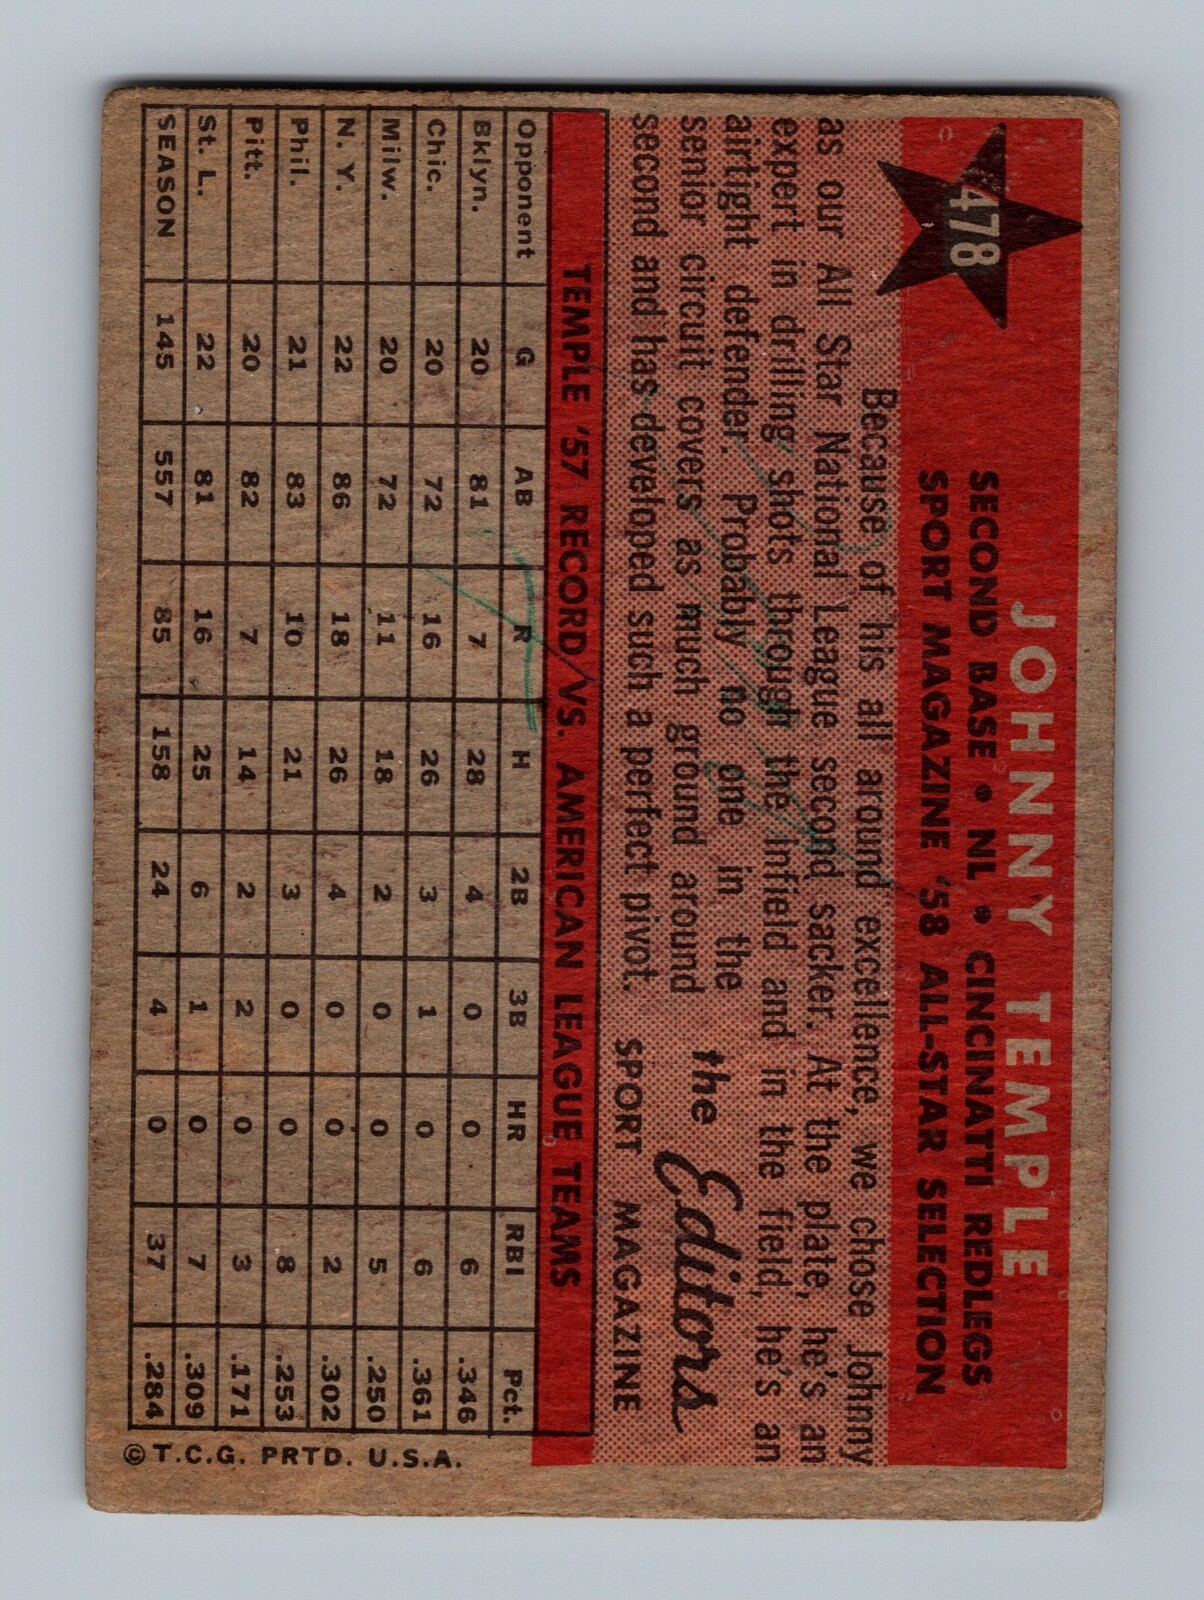 478
JOHNNY TEMPLE
SECOND BASE • NL • CINCINATTI REDLEGS
SPORT MAGAZINE '58 ALL-STAR SELECTION
Because of his all around excellence, we chose Johnny
as our All Star National League second sacker. At the plate, he's an
expert in drilling shots through the infield and in the field, he's an
airtight defender. Probably no one in the
senior circuit covers as much ground around
second and has developed such a perfect pivot.
the Editors
SPORT MAGAZINE
TEMPLE '57 RECORD VS. AMERICAN LEAGUE TEAMS
Opponent G AB R H 2B 3B HR RBI Pct.
Bklyn. 20 81 7 28 4 0 0 6 .346
Chic. 20 72 16 26 3 1 0 6 .361
Milw. 20 72 11 18 2 0 0 5 .250
N. Y. 22 86 18 26 4 0 0 2 .302
Phil. 21 83 10 21 3 0 0 8 .253
Pitt. 20 82 7 14 2 2 0 3 .171
St. L. 22 81 16 25 6 1 0 7 .309
SEASON 145 557 85 158 24 4 0 37 .284
© T.C.G. PRTD. U.S.A.